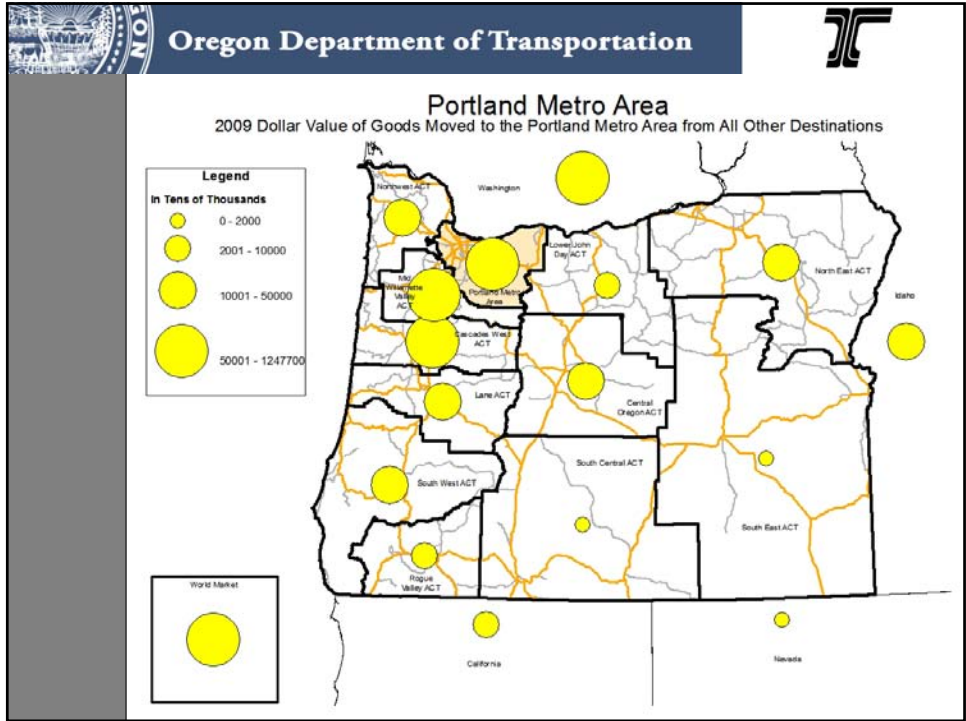 GON
Oregon Department of Transportation
Portland Metro Area
2009 Dollar Value of Goods Moved to the Portland Metro Area from All Other Destinations
Legend
In Tens of Thousands
0 - 2000
2001 - 10000
10001 - 50000
50001 - 1247700
Northwest ACT
Washington
Lower John
Day ACT
North East ACT
Mid
Willamette
Valley
ACT
Portland Metro
Area
Idaho
Cascades West
ACT
Lane ACT
Central
Oregon ACT
South Central ACT
South West ACT
South East ACT
Rogue
Valley ACT
World Market
California
Nevada